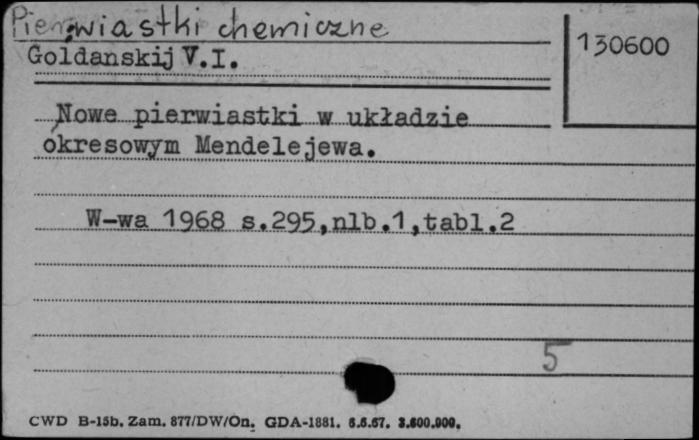 Pierwiastki chemiczne
130600
Goldanskij V.I.
Nowe pierwiastki w układzie
okresowym Mendelejewa.
W-wa 1968 s.295,nlb.1,tabl.2
5
CWD B-15b. Zam. 877/DW/On. GDA-1881. 6.6.67. 3.600.000.